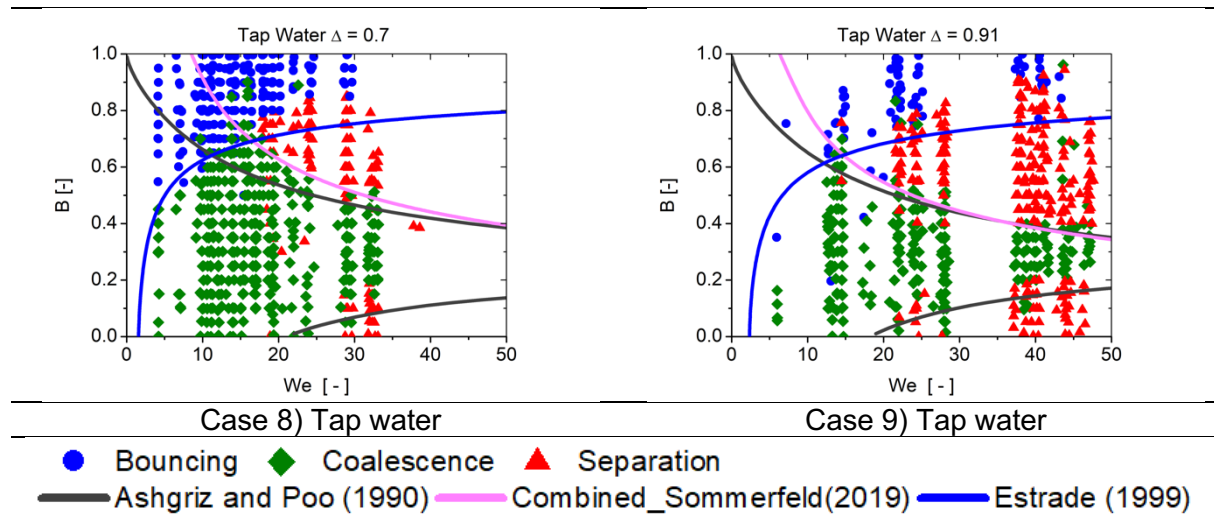 Tap Water Δ = 0.7
1.0
0.8
0.6
0.4
0.2
0.0
B [-]
0 10 20 30 40 50
We [ - ]
Case 8) Tap water
Tap Water Δ = 0.91
1.0
0.8
0.6
0.4
0.2
0.0
B [-]
0 10 20 30 40 50
We [ - ]
Case 9) Tap water
Bouncing Coalescence Separation
Ashgriz and Poo (1990) Combined_Sommerfeld(2019) Estrade (1999)